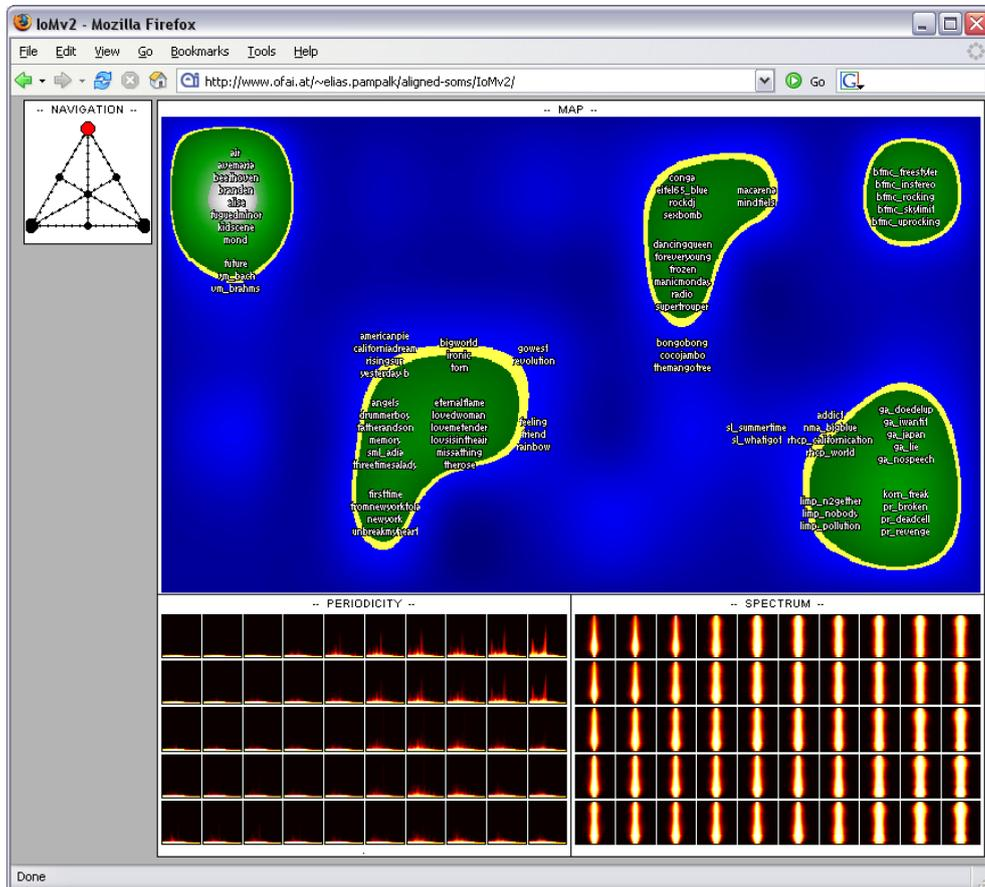 IoMv2 - Mozilla Firefox
File Edit View Go Bookmarks Tools Help
http://www.ofai.at/~elias.pampalk/aligned-soms/IoMv2/
Go
G
-- NAVIGATION --
-- MAP --
air
avemaria
beethoven
branden
elise
fuguedminor
kidscene
mond
future
vm_bach
vm_brahms
conga
eifel65_blue
rockdj
sexbomb
macarena
mindfiels
dancingqueen
foreveryoung
frozen
manicmonday
radio
supertrouper
bongobong
cocojambo
themangotree
bfmc_freestyler
bfmc_instereo
bfmc_rocking
bfmc_skylimit
bfmc_uprocking
americanpie
californiadream
risingsun
yesterday-b
bigworld
ironic
torn
gowest
revolution
angels
drummerboy
fatherandson
memory
sml_adia
threetimesalady
eternalflame
lovedwoman
lovemetender
lovsisintheair
missathing
therose
feeling
friend
rainbow
firsttime
fromnewyorktola
newyork
unbreakmyheart
sl_summertime
sl_whatigot
addict
nma_bigblue
rhcp_californication
rhcp_world
ga_doedelup
ga_iwantit
ga_japan
ga_lie
ga_nospeech
limp_n2gether
limp_nobody
limp_pollution
korn_freak
pr_broken
pr_deadcell
pr_revenge
-- PERIODICITY --
-- SPECTRUM --
Done